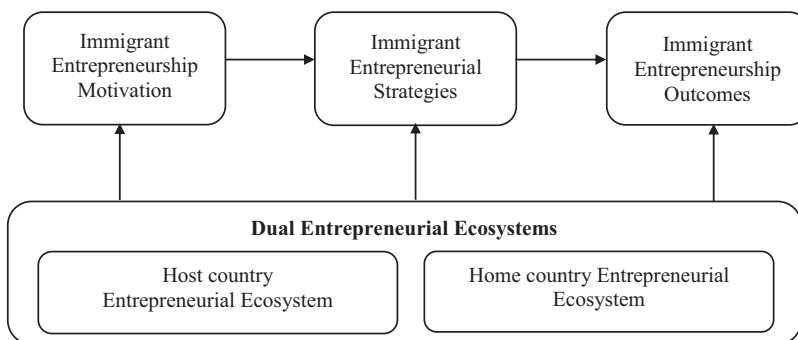 Immigrant
Entrepreneurship
Motivation
Immigrant
Entrepreneurial
Strategies
Immigrant
Entrepreneurship
Outcomes
Dual Entrepreneurial Ecosystems
Host country
Entrepreneurial Ecosystem
Home country Entrepreneurial
Ecosystem